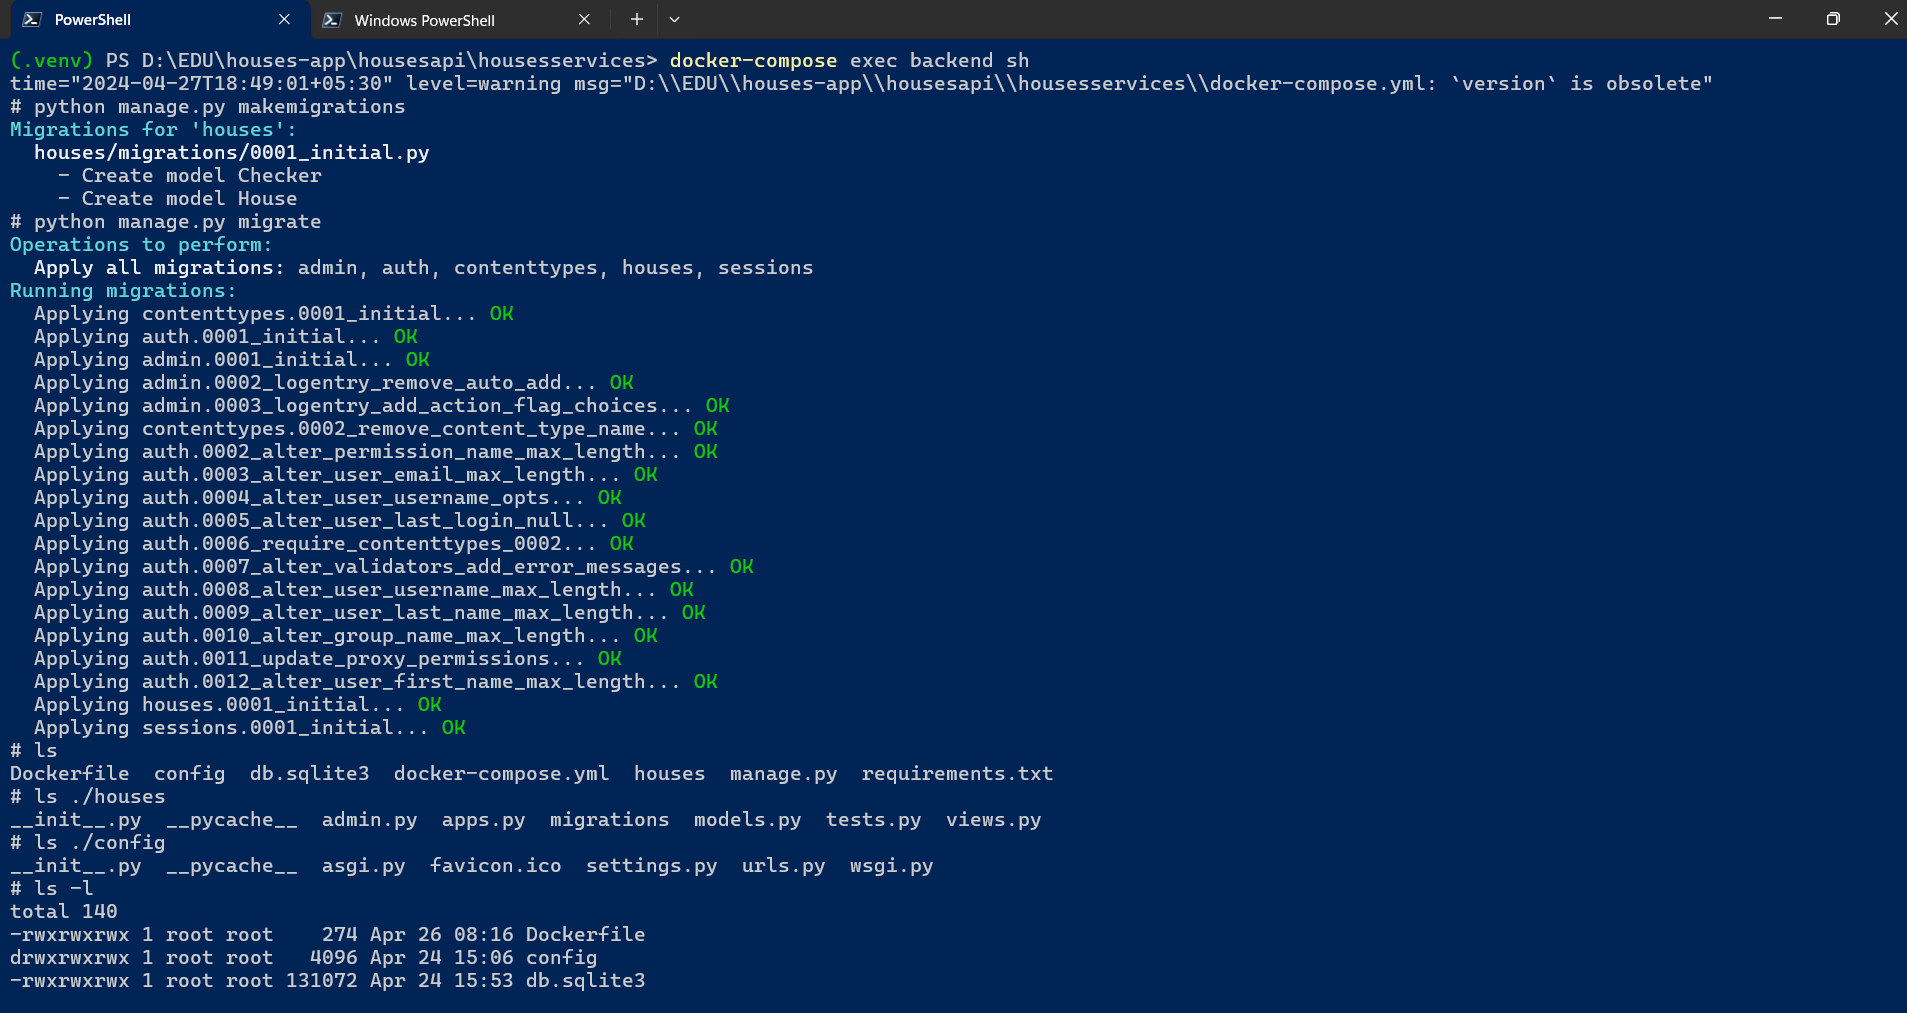 PowerShell
Windows PowerShell
(.venv) PS D:\EDU\houses-app\housesapi\housesservices> docker-compose exec backend sh
time="2024-04-27T18:49:01+05:30" level=warning msg="D:\\EDU\\houses-app\\housesapi\\housesservices\\docker-compose.yml: `version` is obsolete"
# python manage.py makemigrations
Migrations for 'houses':
  houses/migrations/0001_initial.py
    - Create model Checker
    - Create model House
# python manage.py migrate
Operations to perform:
  Apply all migrations: admin, auth, contenttypes, houses, sessions
Running migrations:
  Applying contenttypes.0001_initial... OK
  Applying auth.0001_initial... OK
  Applying admin.0001_initial... OK
  Applying admin.0002_logentry_remove_auto_add... OK
  Applying admin.0003_logentry_add_action_flag_choices... OK
  Applying contenttypes.0002_remove_content_type_name... OK
  Applying auth.0002_alter_permission_name_max_length... OK
  Applying auth.0003_alter_user_email_max_length... OK
  Applying auth.0004_alter_user_username_opts... OK
  Applying auth.0005_alter_user_last_login_null... OK
  Applying auth.0006_require_contenttypes_0002... OK
  Applying auth.0007_alter_validators_add_error_messages... OK
  Applying auth.0008_alter_user_username_max_length... OK
  Applying auth.0009_alter_user_last_name_max_length... OK
  Applying auth.0010_alter_group_name_max_length... OK
  Applying auth.0011_update_proxy_permissions... OK
  Applying auth.0012_alter_user_first_name_max_length... OK
  Applying houses.0001_initial... OK
  Applying sessions.0001_initial... OK
# ls
Dockerfile  config  db.sqlite3  docker-compose.yml  houses  manage.py  requirements.txt
# ls ./houses
__init__.py  __pycache__  admin.py  apps.py  migrations  models.py  tests.py  views.py
# ls ./config
__init__.py  __pycache__  asgi.py  favicon.ico  settings.py  urls.py  wsgi.py
# ls -l
total 140
-rwxrwxrwx 1 root root    274 Apr 26 08:16 Dockerfile
drwxrwxrwx 1 root root   4096 Apr 24 15:06 config
-rwxrwxrwx 1 root root 131072 Apr 24 15:53 db.sqlite3